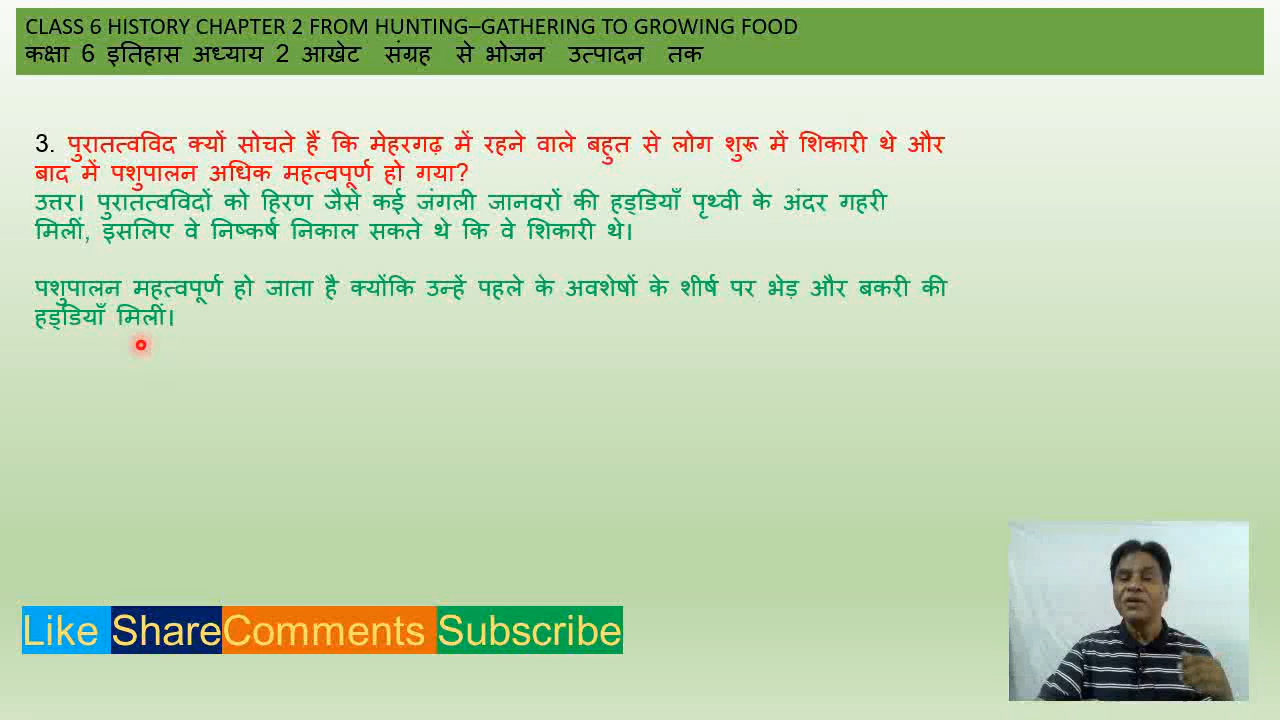 CLASS 6 HISTORY CHAPTER 2 FROM HUNTING–GATHERING TO GROWING FOOD
कक्षा 6 इतिहास अध्याय 2 आखेट संग्रह से भोजन उत्पादन तक
3. पुरातत्वविद क्यों सोचते हैं कि मेहरगढ़ में रहने वाले बहुत से लोग शुरू में शिकारी थे और
बाद में पशुपालन अधिक महत्वपूर्ण हो गया?
उत्तर। पुरातत्वविदों को हिरण जैसे कई जंगली जानवरों की हड्डियाँ पृथ्वी के अंदर गहरी
मिलीं, इसलिए वे निष्कर्ष निकाल सकते थे कि वे शिकारी थे।
पशुपालन महत्वपूर्ण हो जाता है क्योंकि उन्हें पहले के अवशेषों के शीर्ष पर भेड़ और बकरी की
हड्डियाँ मिलीं।
Like Share Comments Subscribe